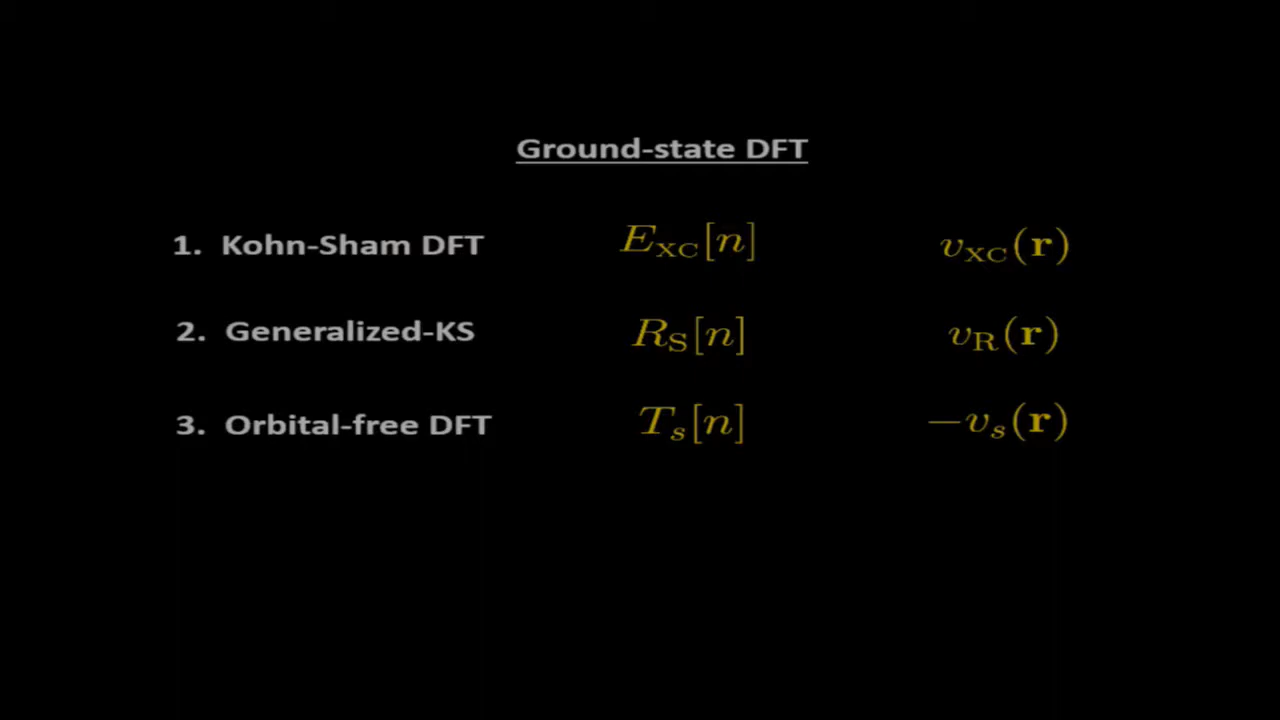 Ground-state DFT
1. Kohn-Sham DFT E_XC[n] v_XC(r)
2. Generalized-KS R_S[n] v_R(r)
3. Orbital-free DFT T_s[n] −v_s(r)